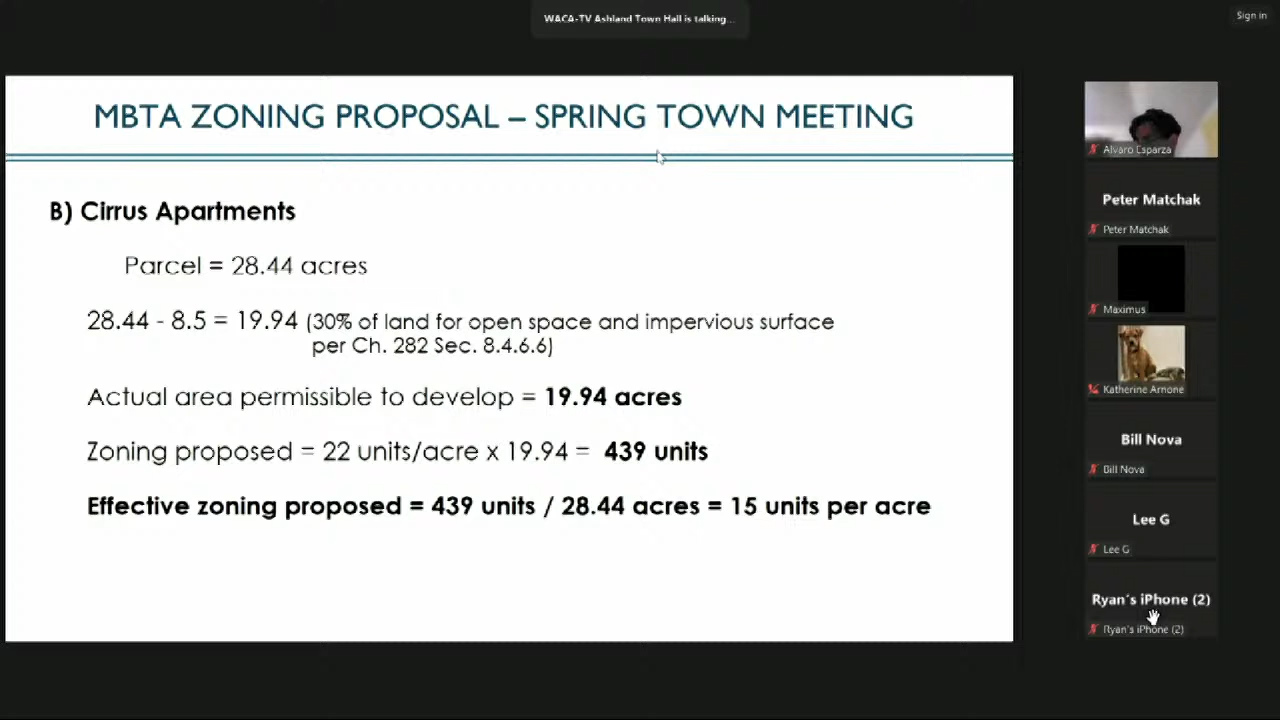 WACA-TV Ashland Town Hall is talking...
Sign in
MBTA ZONING PROPOSAL – SPRING TOWN MEETING
B) Cirrus Apartments
Parcel = 28.44 acres
28.44 - 8.5 = 19.94 (30% of land for open space and impervious surface
per Ch. 282 Sec. 8.4.6.6)
Actual area permissible to develop = 19.94 acres
Zoning proposed = 22 units/acre x 19.94 = 439 units
Effective zoning proposed = 439 units / 28.44 acres = 15 units per acre
Alvaro Esparza
Peter Matchak
Peter Matchak
Maximus
Katherine Arnone
Bill Nova
Bill Nova
Lee G
Lee G
Ryan's iPhone (2)
Ryan's iPhone (2)